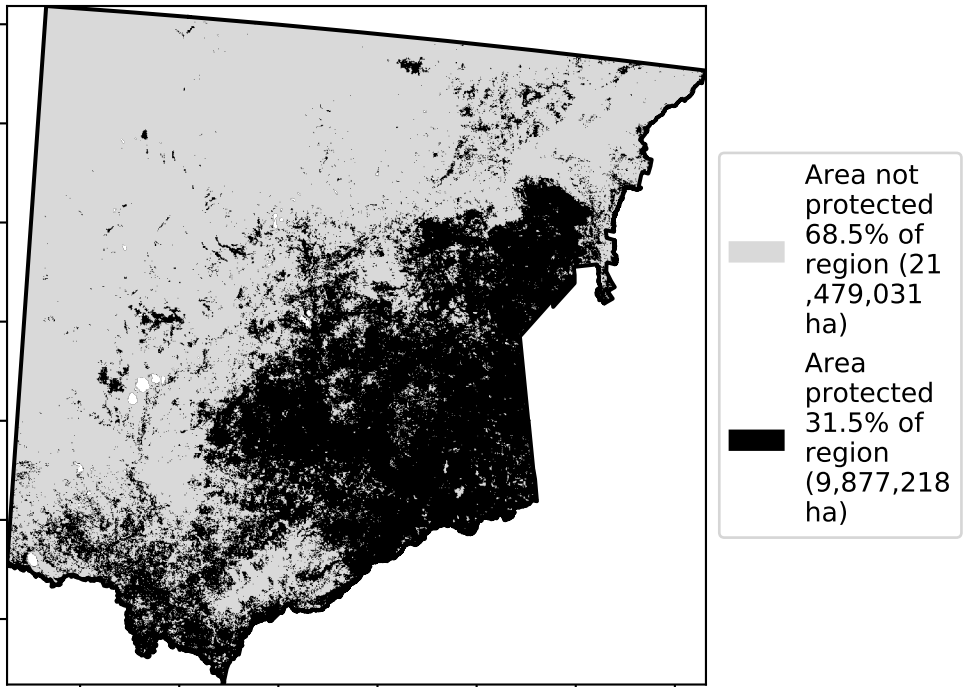 Area not
protected
68.5% of
region (21
,479,031
ha)
Area
protected
31.5% of
region
(9,877,218
ha)